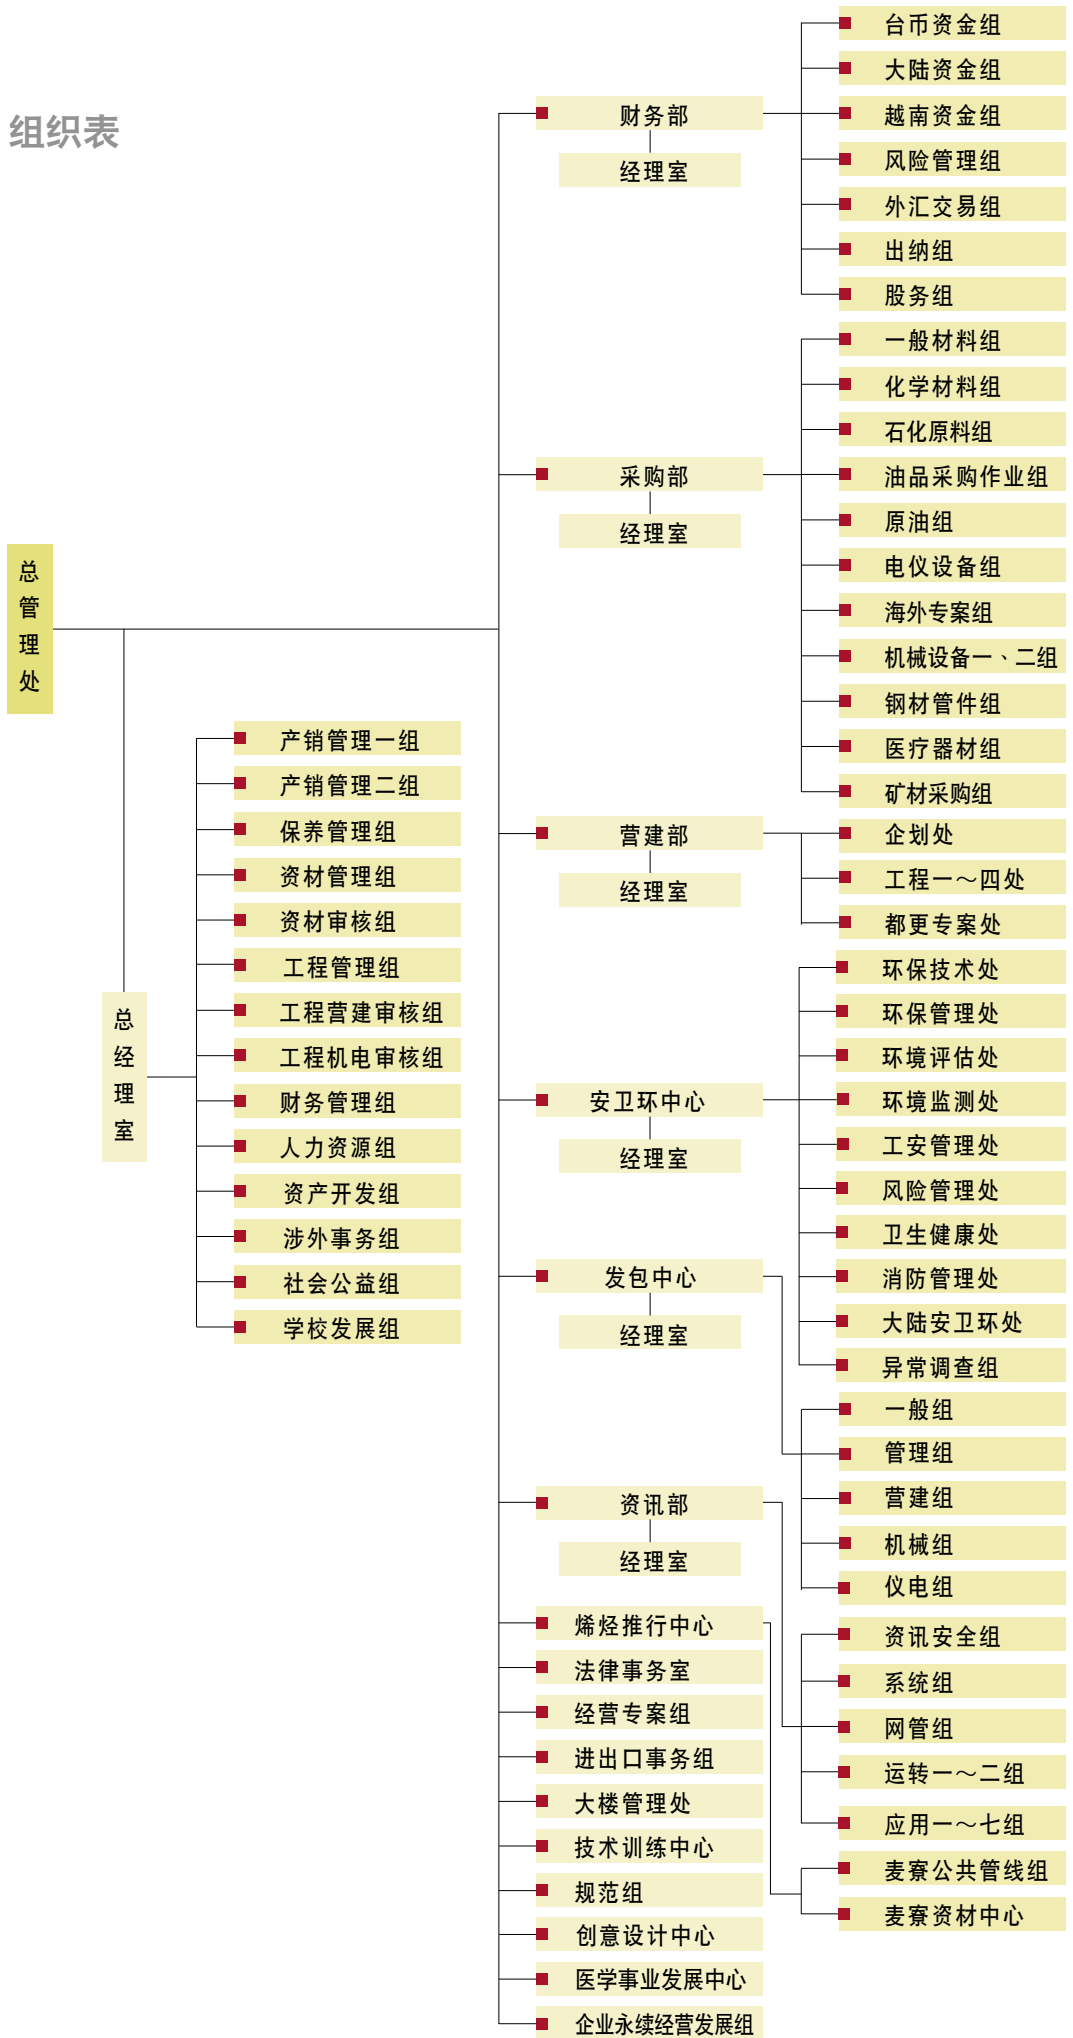 组织表
总管理处
总经理室
产销管理一组
产销管理二组
保养管理组
资材管理组
资材审核组
工程管理组
工程营建审核组
工程机电审核组
财务管理组
人力资源组
资产开发组
涉外事务组
社会公益组
学校发展组
财务部
经理室
台币资金组
大陆资金组
越南资金组
风险管理组
外汇交易组
出纳组
股务组
采购部
经理室
一般材料组
化学材料组
石化原料组
油品采购作业组
原油组
电仪设备组
海外专案组
机械设备一、二组
钢材管件组
医疗器材组
矿材采购组
营建部
经理室
企划处
工程一～四处
都更专案处
安卫环中心
经理室
环保技术处
环保管理处
环境评估处
环境监测处
工安管理处
风险管理处
卫生健康处
消防管理处
大陆安卫环处
异常调查组
发包中心
经理室
一般组
管理组
营建组
机械组
仪电组
资讯部
经理室
资讯安全组
系统组
网管组
运转一～二组
应用一～七组
烯烃推行中心
麦寮公共管线组
麦寮资材中心
法律事务室
经营专案组
进出口事务组
大楼管理处
技术训练中心
规范组
创意设计中心
医学事业发展中心
企业永续经营发展组